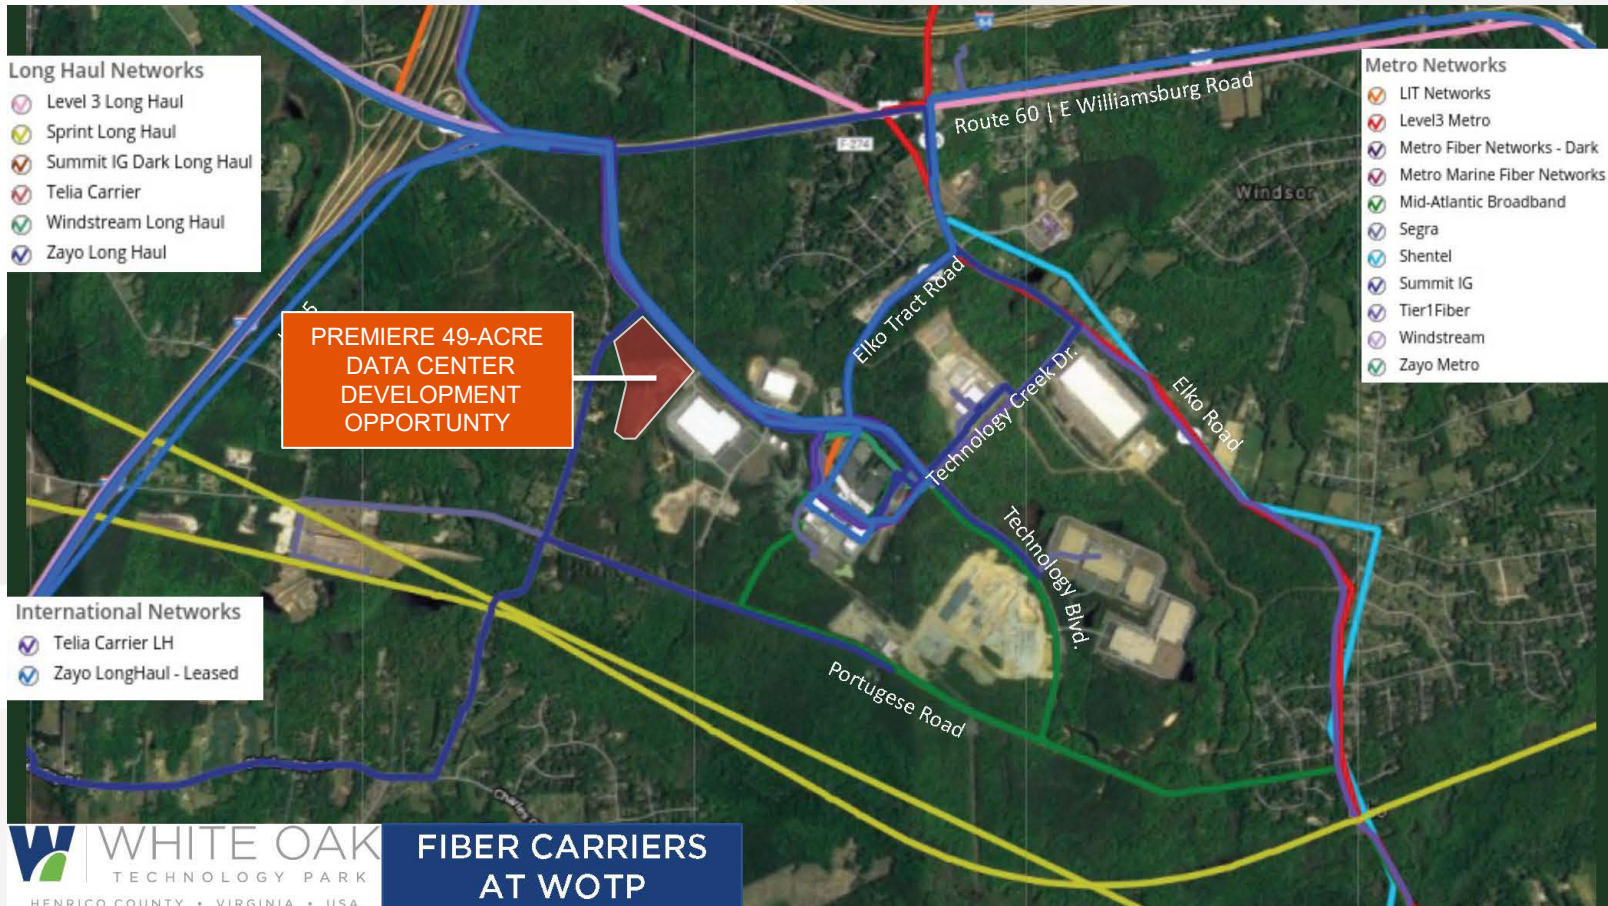 Long Haul Networks
Level 3 Long Haul
Sprint Long Haul
Summit IG Dark Long Haul
Telia Carrier
Windstream Long Haul
Zayo Long Haul
64
Metro Networks
LIT Networks
Level3 Metro
Metro Fiber Networks - Dark
Metro Marine Fiber Networks
Mid-Atlantic Broadband
Segra
Shentel
Summit IG
Tier1Fiber
Windstream
Zayo Metro
Route 60 | E Williamsburg Road
F-274
Windsor
PREMIERE 49-ACRE
DATA CENTER
DEVELOPMENT
OPPORTUNTY
Elko Tract Road
Technology Creek Dr.
Elko Road
Technology Blvd.
Portugese Road
International Networks
Telia Carrier LH
Zayo LongHaul - Leased
WHITE OAK
TECHNOLOGY PARK
HENRICO COUNTY • VIRGINIA • USA
FIBER CARRIERS
AT WOTP